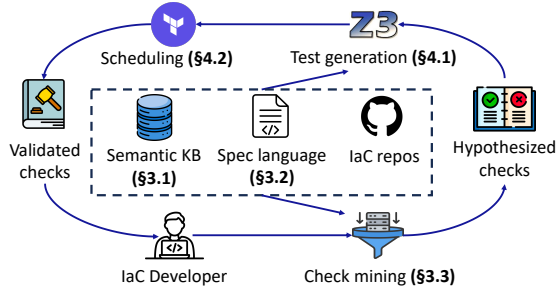 Z3
Scheduling (§4.2)
Test generation (§4.1)
Validated
checks
Semantic KB
(§3.1)
Spec language
(§3.2)
IaC repos
Hypothesized
checks
IaC Developer
Check mining (§3.3)